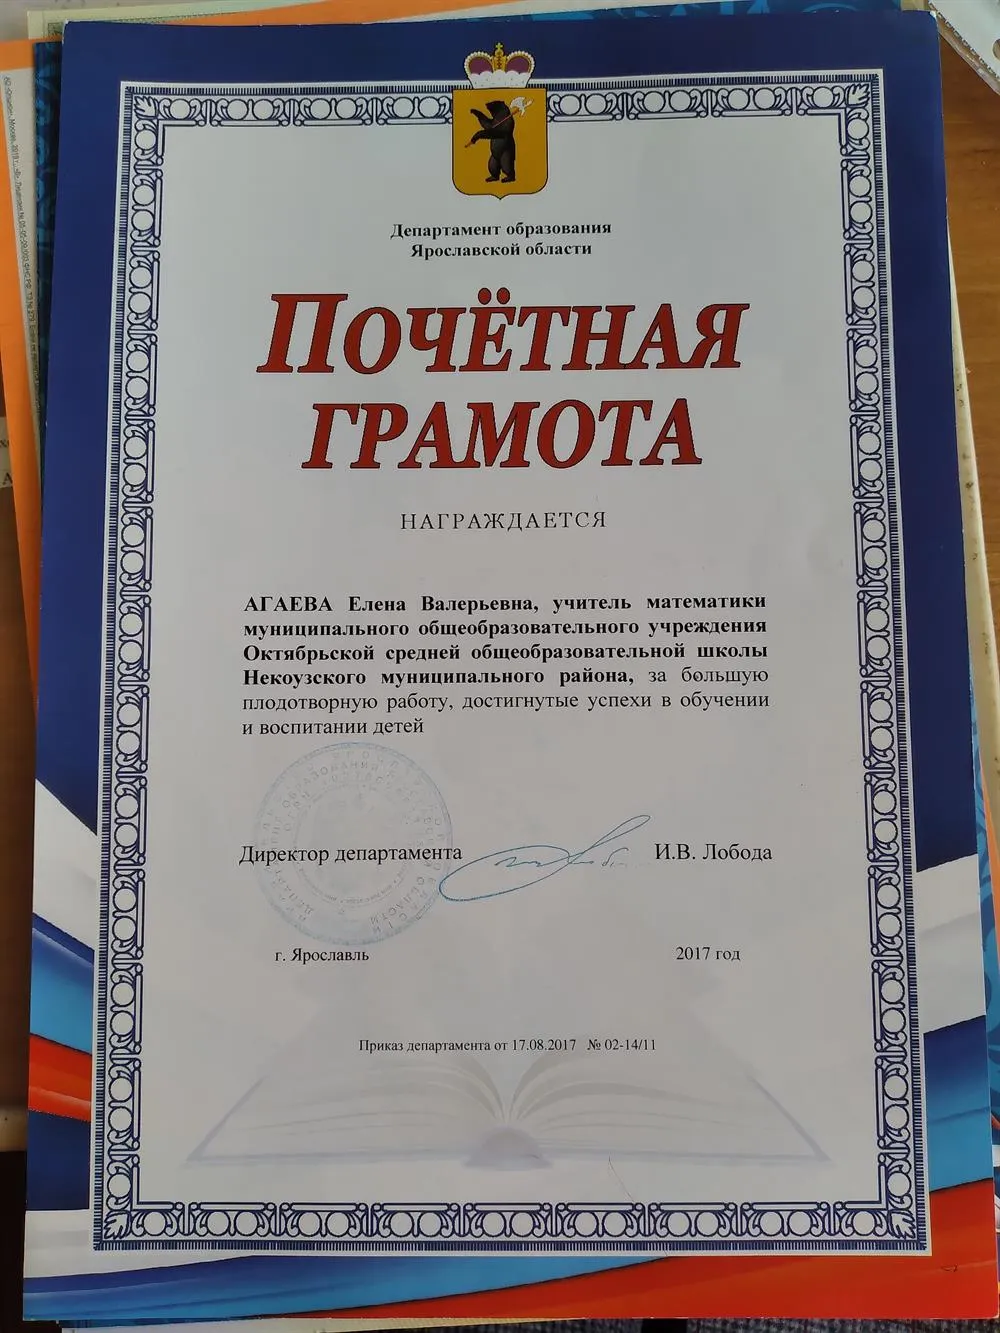 Департамент образования
Ярославской области
ПОЧЁТНАЯ
ГРАМОТА
НАГРАЖДАЕТСЯ
АГАЕВА Елена Валерьевна, учитель математики
муниципального общеобразовательного учреждения
Октябрьской средней общеобразовательной школы
Некоузского муниципального района, за большую
плодотворную работу, достигнутые успехи в обучении
и воспитании детей
Директор департамента И.В. Лобода
г. Ярославль 2017 год
Приказ департамента от 17.08.2017 № 02-14/11